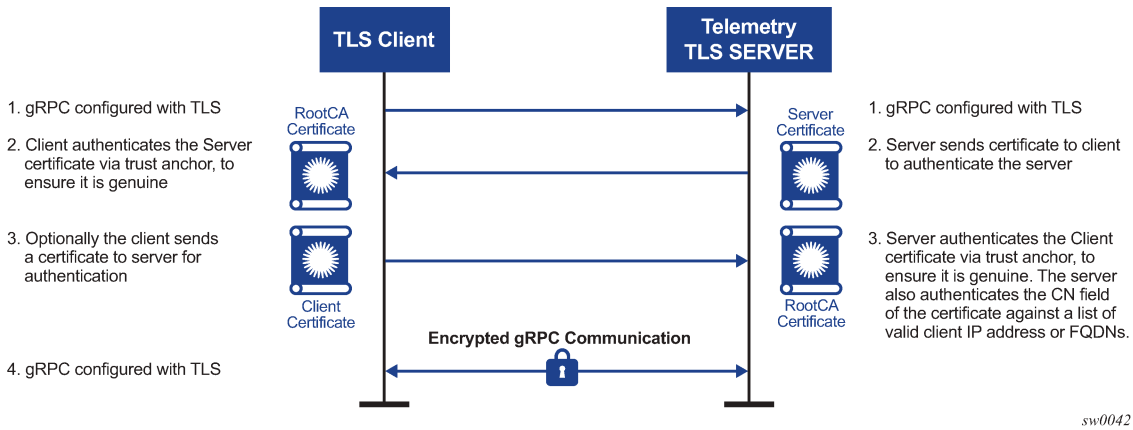 TLS Client
Telemetry
TLS SERVER
1. gRPC configured with TLS
RootCA
Certificate
Server
Certificate
1. gRPC configured with TLS
2. Client authenticates the Server
certificate via trust anchor, to
ensure it is genuine
2. Server sends certificate to client
to authenticate the server
3. Optionally the client sends
a certificate to server for
authentication
Client
Certificate
RootCA
Certificate
3. Server authenticates the Client
certificate via trust anchor, to
ensure it is genuine. The server
also authenticates the CN field
of the certificate against a list of
valid client IP address or FQDNs.
Encrypted gRPC Communication
4. gRPC configured with TLS
sw0042